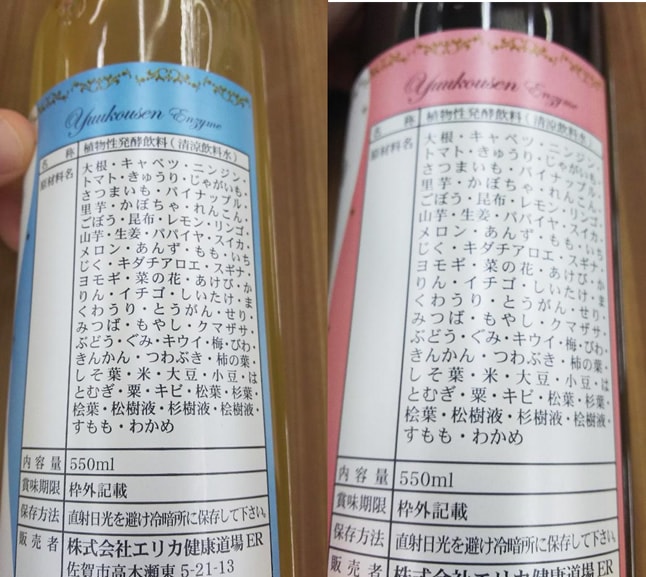 Yuukousen Enzyme
名 称 植物性発酵飲料(清涼飲料水)
原材料名 大根・キャベツ・ニンジン・
トマト・きゅうり・じゃがいも・
さつまいも・パイナップル・
里芋・かぼちゃ・れんこん・
ごぼう・昆布・レモン・リンゴ・
山芋・生姜・パパイヤ・スイカ・
メロン・あんず・もも・いち
じく・キダチアロエ・スギナ・
ヨモギ・菜の花・あけび・か
りん・イチゴ・しいたけ・ま
くわうり・とうがん・せり・
みつば・もやし・クマザサ・
ぶどう・ぐみ・キウイ・梅・びわ・
きんかん・つわぶき・柿の葉・
しそ葉・米・大豆・小豆・は
とむぎ・粟・キビ・松葉・杉葉・
桧葉・松樹液・杉樹液・桧樹液・
すもも・わかめ
内容量 550ml
賞味期限 枠外記載
保存方法 直射日光を避け冷暗所に保存して下さい。
販売者 株式会社エリカ健康道場 ER
佐賀市高木瀬東 5-21-13
Yuukousen Enzyme
名 称 植物性発酵飲料(清涼飲料水)
原材料名 大根・キャベツ・ニンジン・
トマト・きゅうり・じゃがいも・
さつまいも・パイナップル・
里芋・かぼちゃ・れんこん・
ごぼう・昆布・レモン・リンゴ・
山芋・生姜・パパイヤ・スイカ・
メロン・あんず・もも・いち
じく・キダチアロエ・スギナ・
ヨモギ・菜の花・あけび・か
りん・イチゴ・しいたけ・ま
くわうり・とうがん・せり・
みつば・もやし・クマザサ・
ぶどう・ぐみ・キウイ・梅・びわ・
きんかん・つわぶき・柿の葉・
しそ葉・米・大豆・小豆・は
とむぎ・粟・キビ・松葉・杉葉・
桧葉・松樹液・杉樹液・桧樹液・
すもも・わかめ
内容量 550ml
賞味期限 枠外記載
保存方法 直射日光を避け冷暗所に保存して下さい。
販売者 株式会社エリカ健康道場 ER